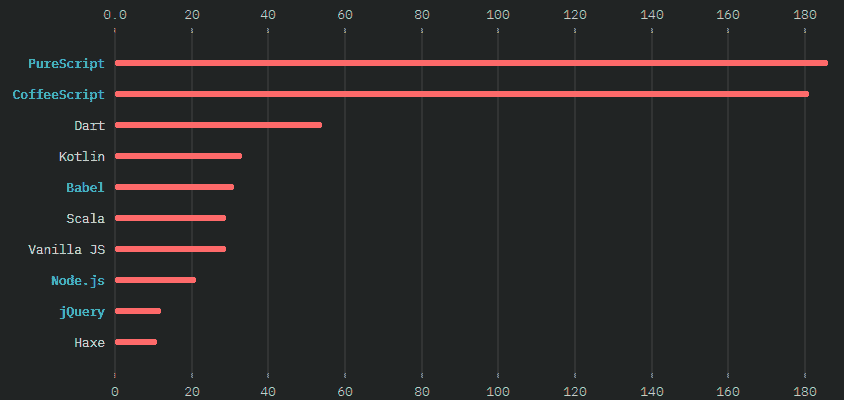 0.0 20 40 60 80 100 120 140 160 180
PureScript
CoffeeScript
Dart
Kotlin
Babel
Scala
Vanilla JS
Node.js
jQuery
Haxe
0 20 40 60 80 100 120 140 160 180